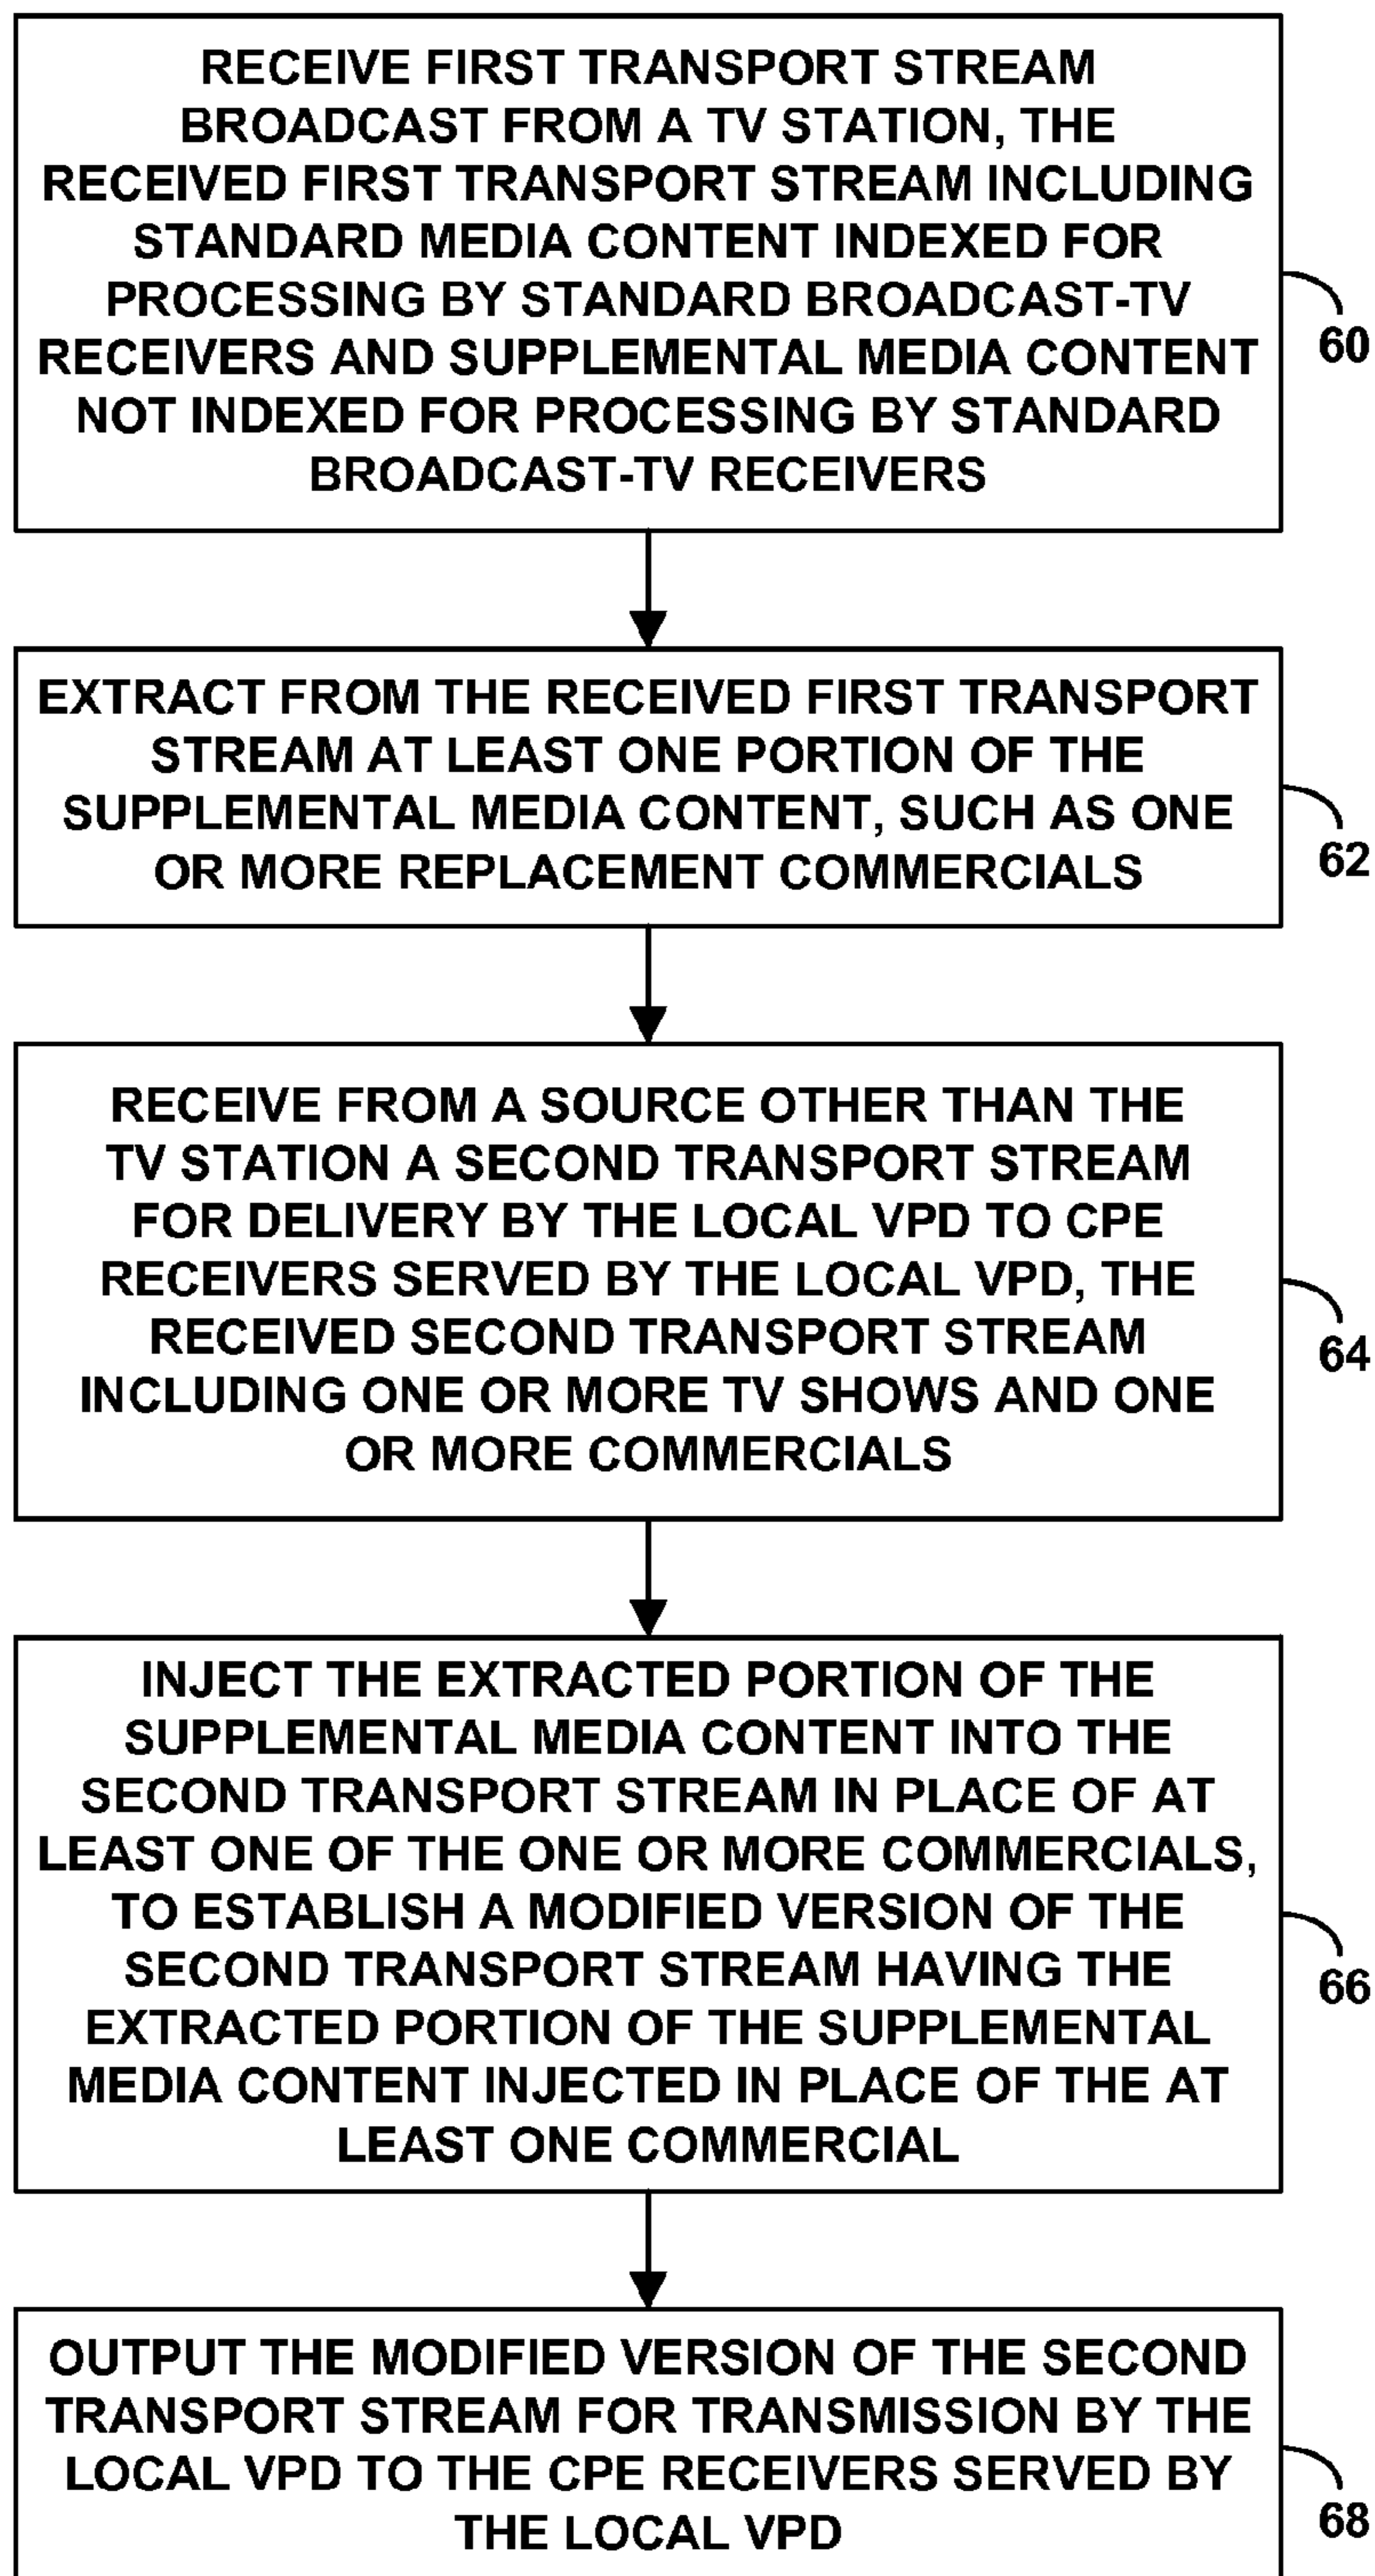 RECEIVE FIRST TRANSPORT STREAM
BROADCAST FROM A TV STATION, THE
RECEIVED FIRST TRANSPORT STREAM INCLUDING
STANDARD MEDIA CONTENT INDEXED FOR
PROCESSING BY STANDARD BROADCAST-TV
RECEIVERS AND SUPPLEMENTAL MEDIA CONTENT
NOT INDEXED FOR PROCESSING BY STANDARD
BROADCAST-TV RECEIVERS
60
EXTRACT FROM THE RECEIVED FIRST TRANSPORT
STREAM AT LEAST ONE PORTION OF THE
SUPPLEMENTAL MEDIA CONTENT, SUCH AS ONE
OR MORE REPLACEMENT COMMERCIALS
62
RECEIVE FROM A SOURCE OTHER THAN THE
TV STATION A SECOND TRANSPORT STREAM
FOR DELIVERY BY THE LOCAL VPD TO CPE
RECEIVERS SERVED BY THE LOCAL VPD, THE
RECEIVED SECOND TRANSPORT STREAM
INCLUDING ONE OR MORE TV SHOWS AND ONE
OR MORE COMMERCIALS
64
INJECT THE EXTRACTED PORTION OF THE
SUPPLEMENTAL MEDIA CONTENT INTO THE
SECOND TRANSPORT STREAM IN PLACE OF AT
LEAST ONE OF THE ONE OR MORE COMMERCIALS,
TO ESTABLISH A MODIFIED VERSION OF THE
SECOND TRANSPORT STREAM HAVING THE
EXTRACTED PORTION OF THE SUPPLEMENTAL
MEDIA CONTENT INJECTED IN PLACE OF THE AT
LEAST ONE COMMERCIAL
66
OUTPUT THE MODIFIED VERSION OF THE SECOND
TRANSPORT STREAM FOR TRANSMISSION BY THE
LOCAL VPD TO THE CPE RECEIVERS SERVED BY
THE LOCAL VPD
68